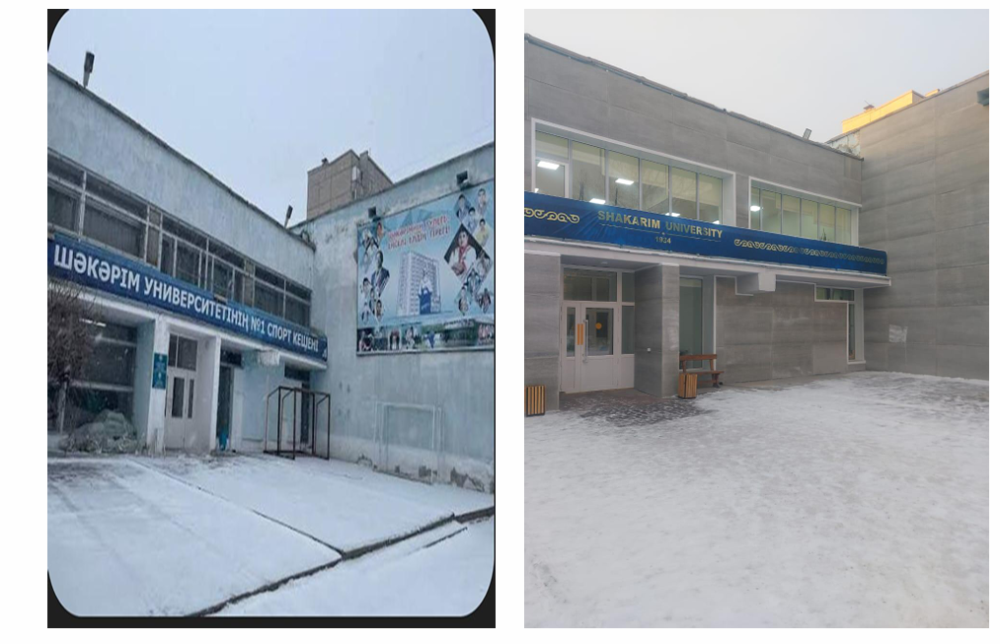 ШӘКӘРІМ УНИВЕРСИТЕТІНІҢ №1 СПОРТ КЕШЕНІ
SHAKARIM UNIVERSITY
1934